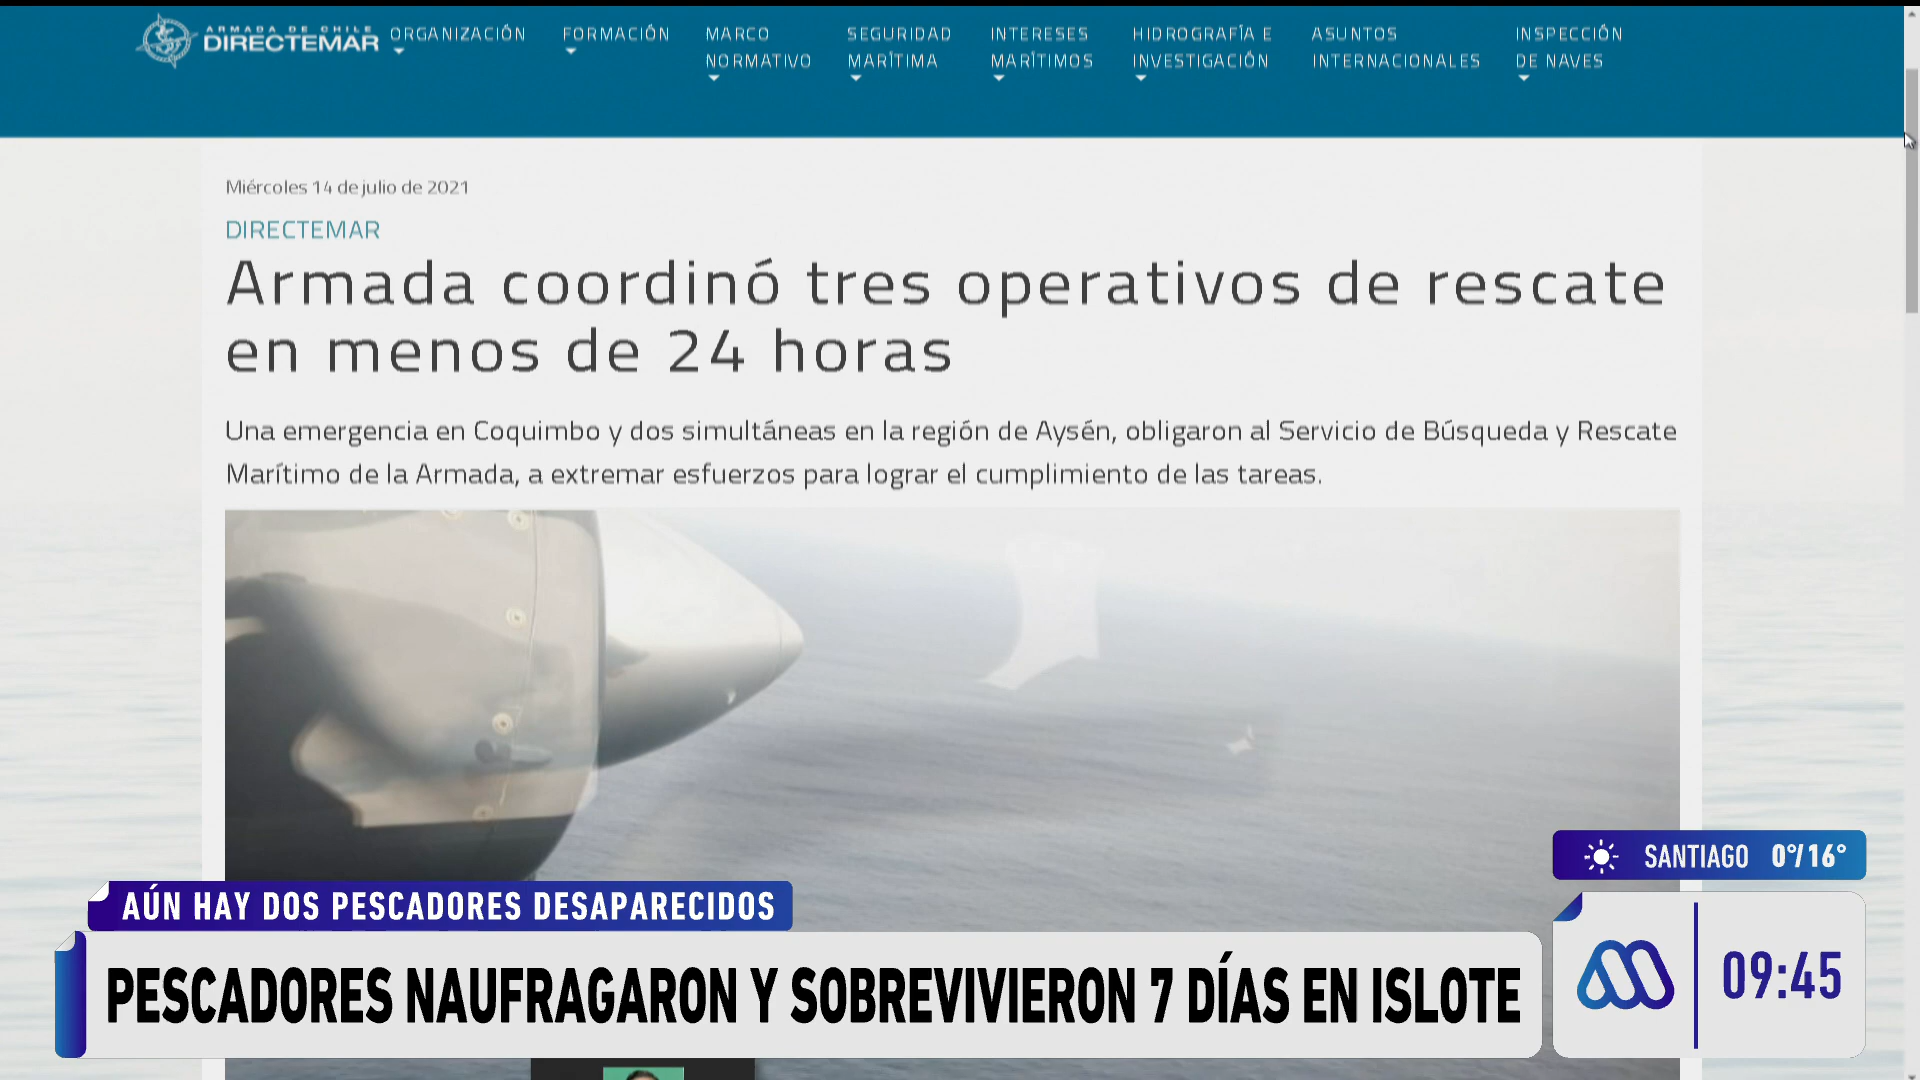 ARMADA DE CHILE
DIRECTEMAR
ORGANIZACIÓN
FORMACIÓN
MARCO
NORMATIVO
SEGURIDAD
MARÍTIMA
INTERESES
MARÍTIMOS
HIDROGRAFÍA E
INVESTIGACIÓN
ASUNTOS
INTERNACIONALES
INSPECCIÓN
DE NAVES
Miércoles 14 de julio de 2021
DIRECTEMAR
Armada coordinó tres operativos de rescate
en menos de 24 horas
Una emergencia en Coquimbo y dos simultáneas en la región de Aysén, obligaron al Servicio de Búsqueda y Rescate
Marítimo de la Armada, a extremar esfuerzos para lograr el cumplimiento de las tareas.
SANTIAGO 0°/16°
AÚN HAY DOS PESCADORES DESAPARECIDOS
PESCADORES NAUFRAGARON Y SOBREVIVIERON 7 DÍAS EN ISLOTE
09:45